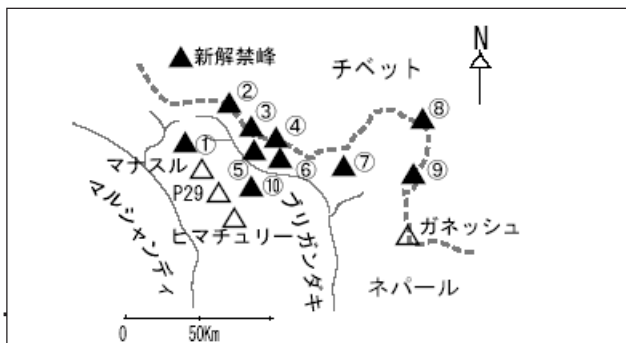 新解禁峰
N
チベット
②
③
④
⑧
①
マナスル
⑤
⑥
⑦
⑨
P29
⑩
ヒマチュリー
ガネッシュ
マルシャンディ
ブリガンダキ
ネパール
0 50Km